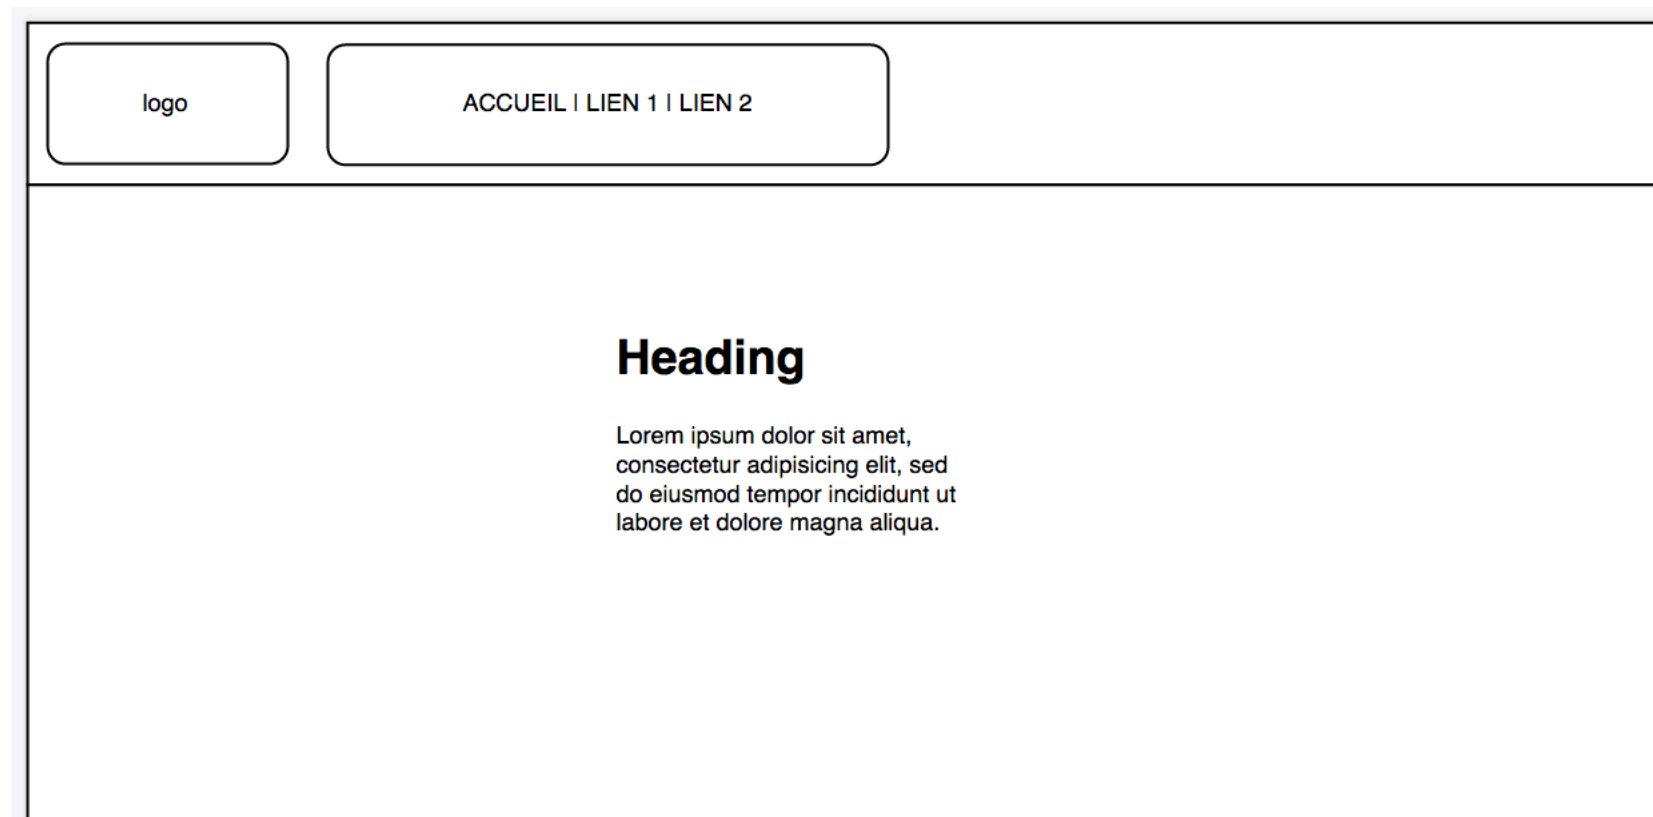 logo
ACCUEIL | LIEN 1 | LIEN 2
Heading
Lorem ipsum dolor sit amet,
consectetur adipisicing elit, sed
do eiusmod tempor incididunt ut
labore et dolore magna aliqua.